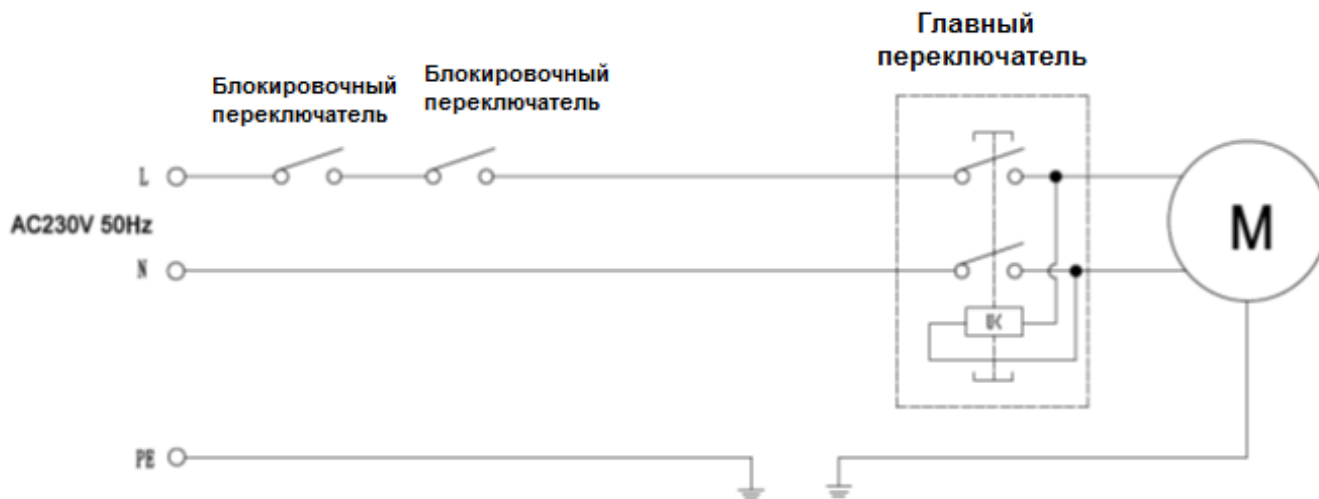 Главный
переключатель
Блокировочный
переключатель
Блокировочный
переключатель
L
AC230V 50Hz
N
M
PE